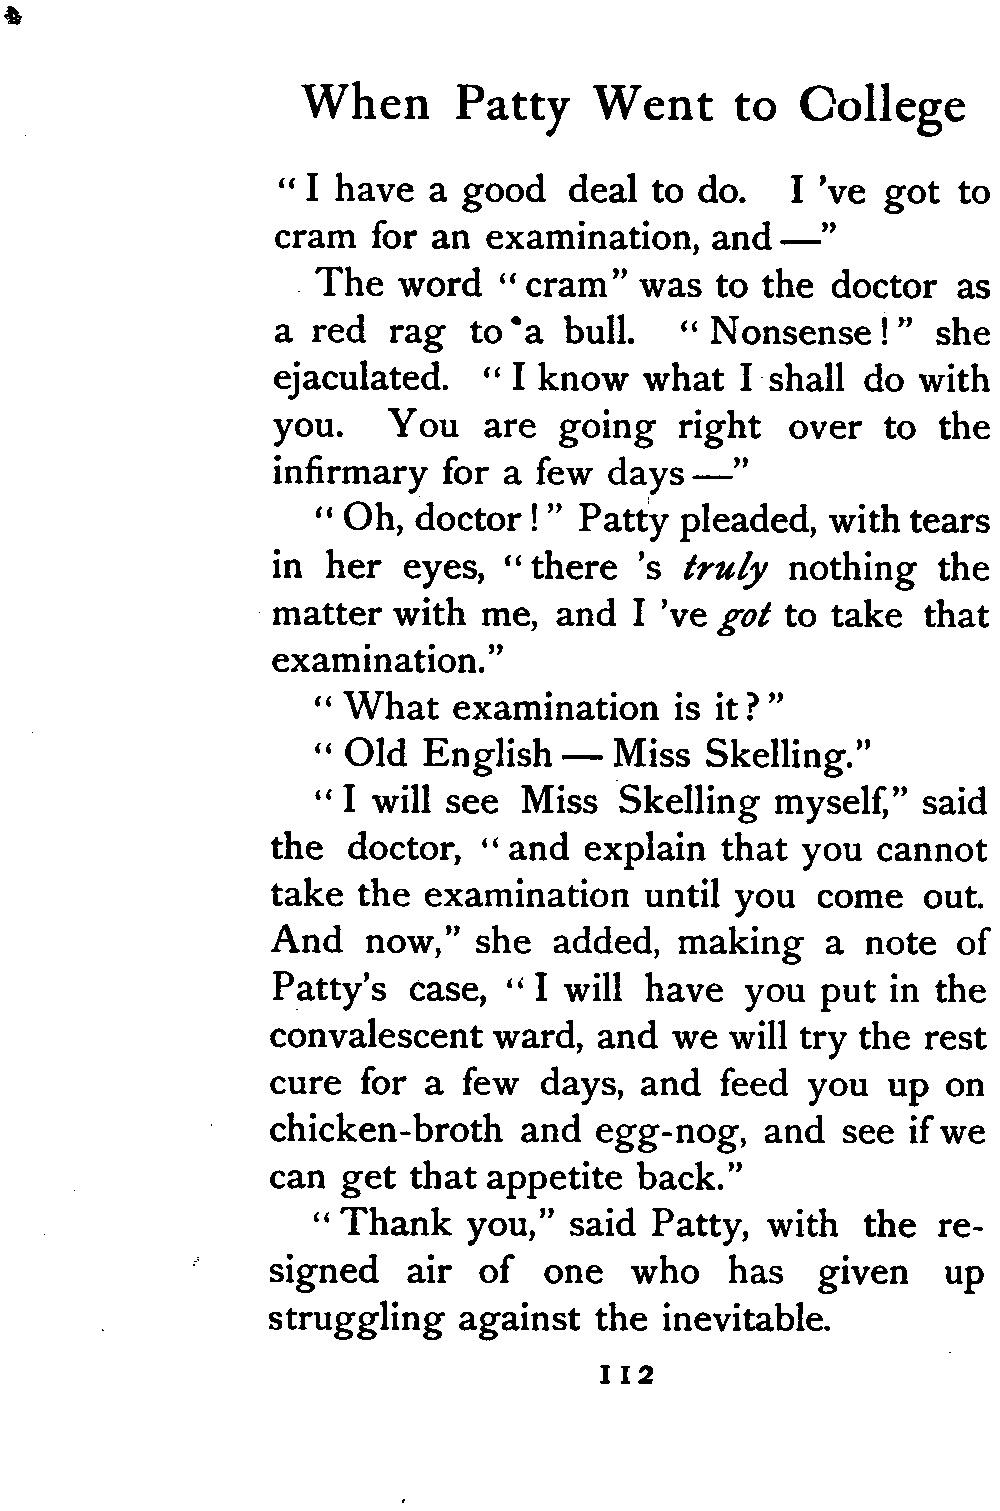 When Patty Went to College
"I have a good deal to do. I 've got to
cram for an examination, and—"
The word "cram" was to the doctor as
a red rag to a bull. "Nonsense!" she
ejaculated. "I know what I shall do with
you. You are going right over to the
infirmary for a few days—"
"Oh, doctor!" Patty pleaded, with tears
in her eyes, "there 's truly nothing the
matter with me, and I 've got to take that
examination."
"What examination is it?"
"Old English — Miss Skelling."
"I will see Miss Skelling myself," said
the doctor, "and explain that you cannot
take the examination until you come out.
And now," she added, making a note of
Patty's case, "I will have you put in the
convalescent ward, and we will try the rest
cure for a few days, and feed you up on
chicken-broth and egg-nog, and see if we
can get that appetite back."
"Thank you," said Patty, with the re-
signed air of one who has given up
struggling against the inevitable.
112